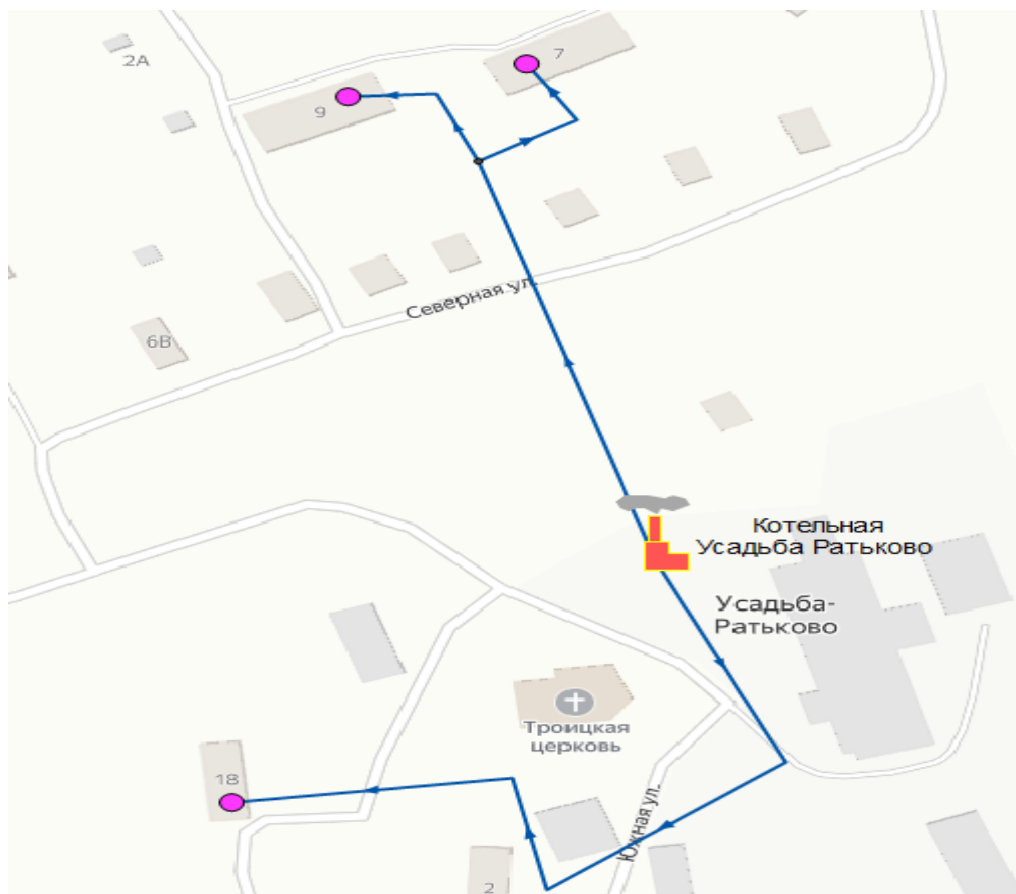 2А
7
9
Северная ул.
6В
Котельная
Усадьба Ратьково
Усадьба-
Ратьково
Троицкая
церковь
18
Южная ул.
2